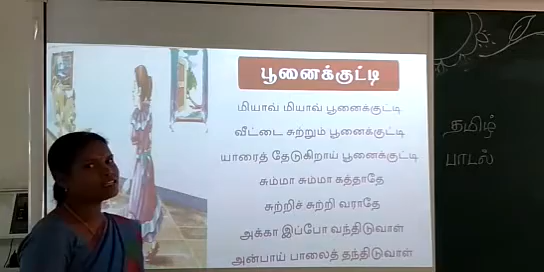 பூனைக்குட்டி
மியாவ் மியாவ் பூனைக்குட்டி
வீட்டை சுற்றும் பூனைக்குட்டி
யாரைத் தேடுகிறாய் பூனைக்குட்டி
சும்மா சும்மா கத்தாதே
சுற்றிச் சுற்றி வராதே
அக்கா இப்போ வந்திடுவாள்
அன்பாய் பாலைத் தந்திடுவாள்
தமிழ்
பாடல்